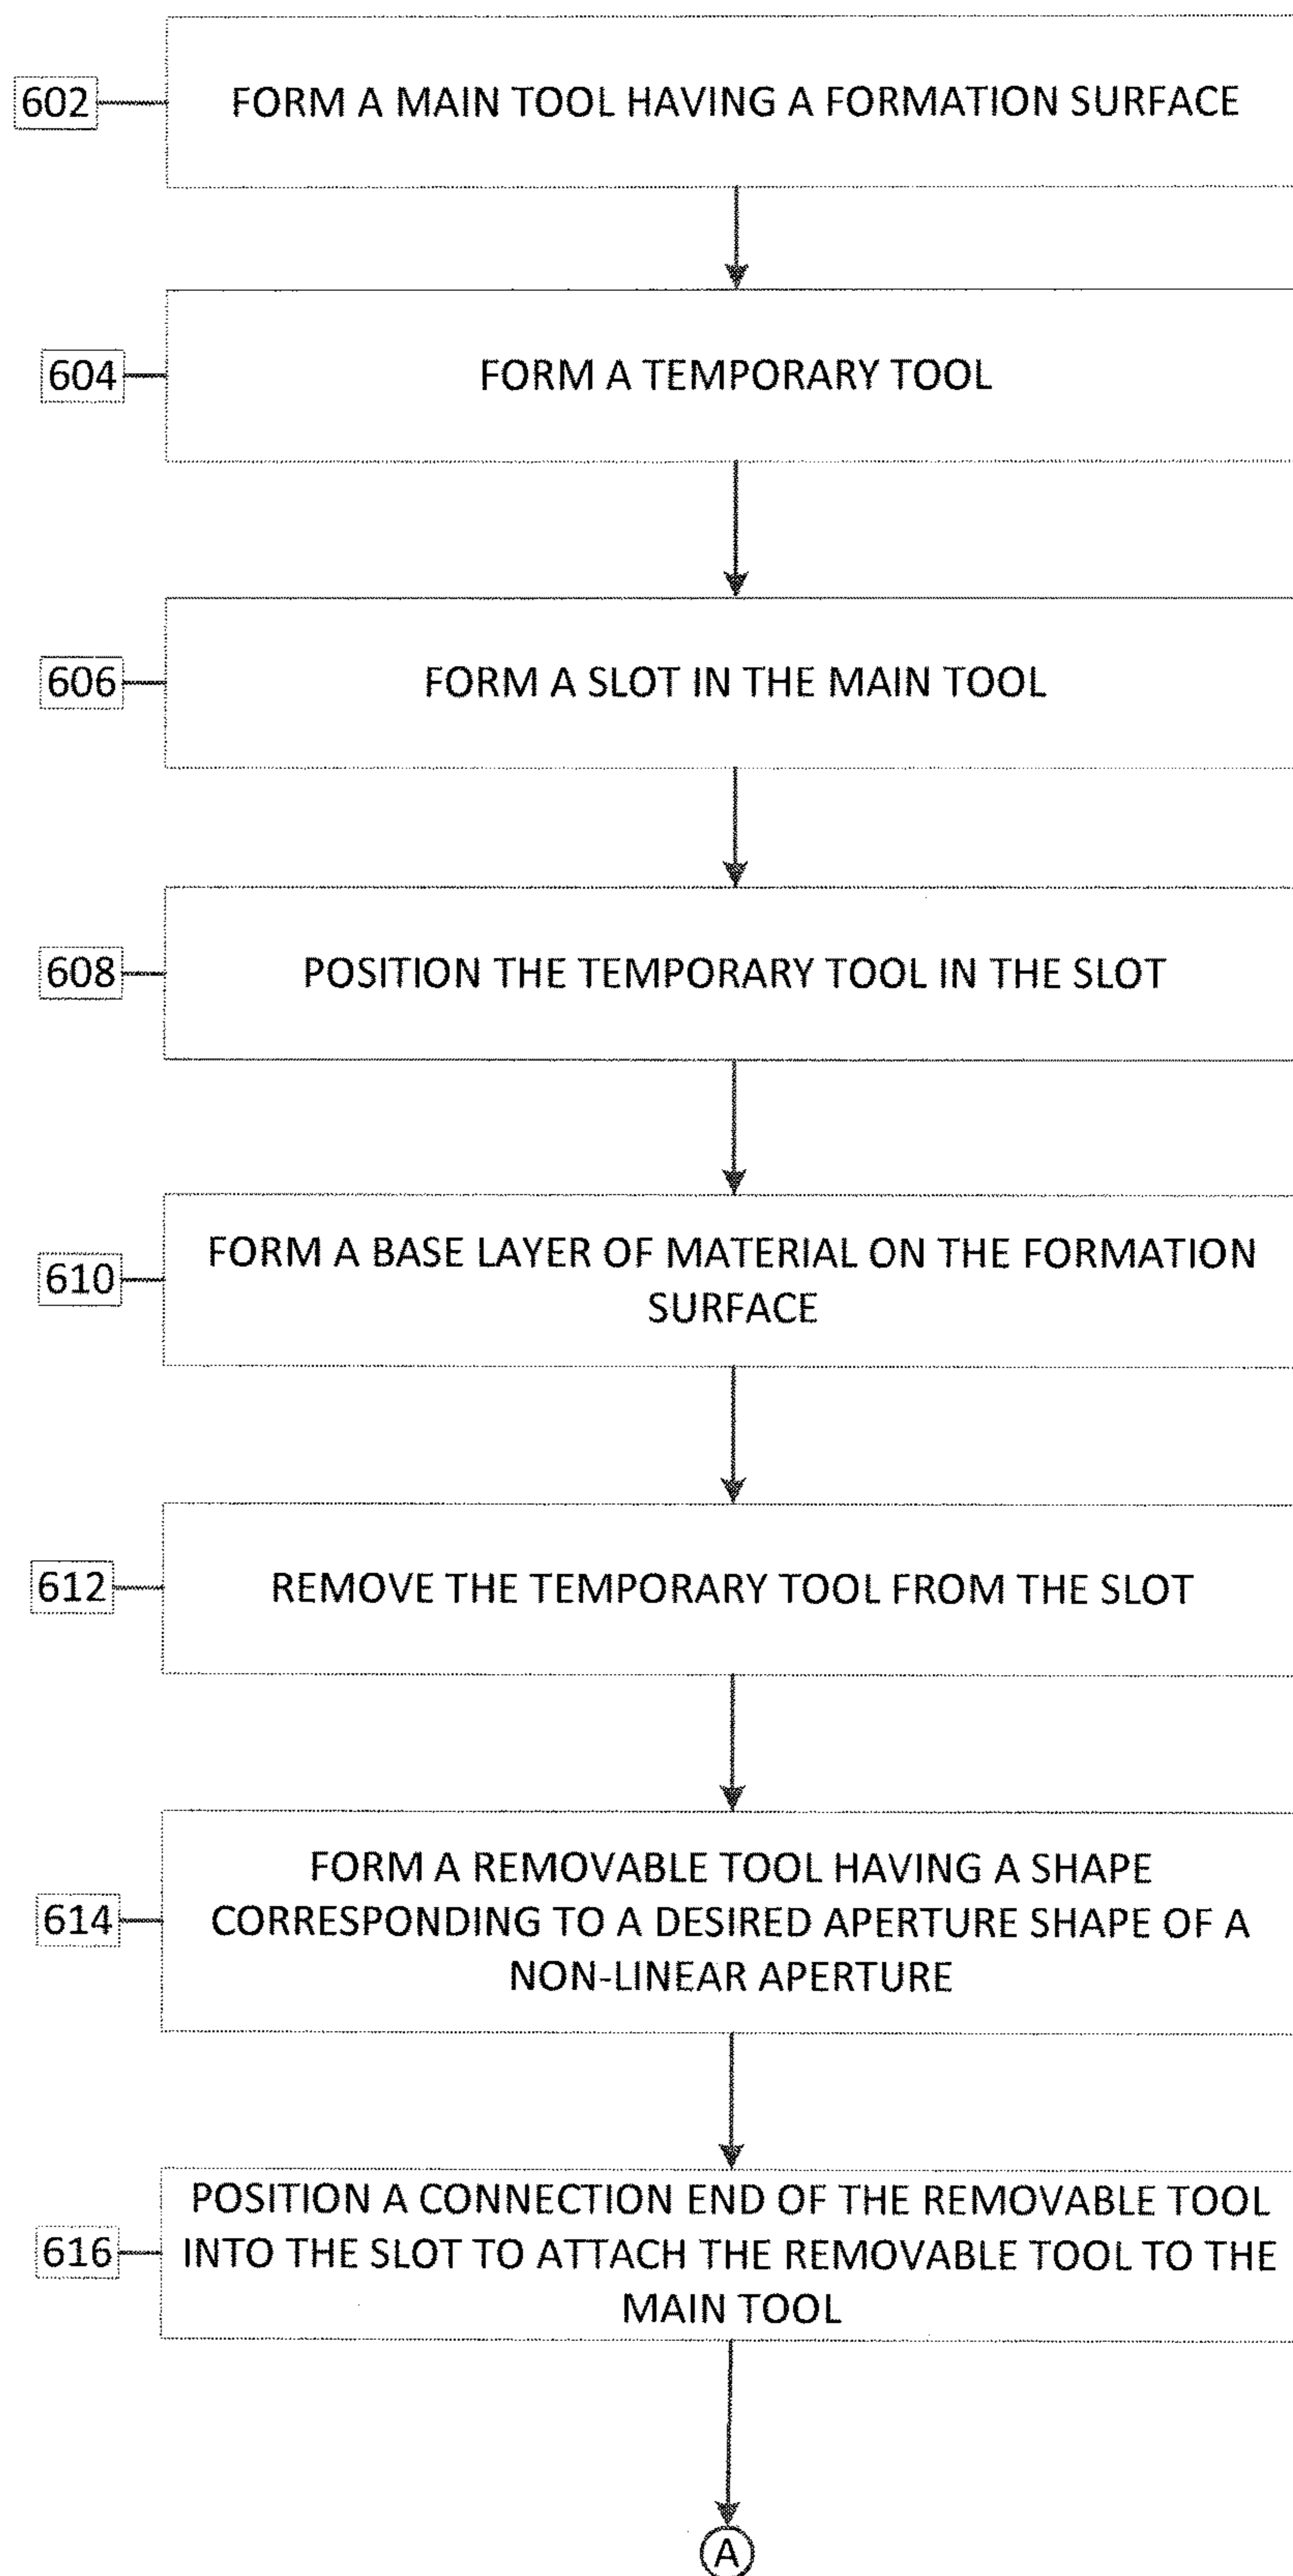 602
FORM A MAIN TOOL HAVING A FORMATION SURFACE
604
FORM A TEMPORARY TOOL
606
FORM A SLOT IN THE MAIN TOOL
608
POSITION THE TEMPORARY TOOL IN THE SLOT
610
FORM A BASE LAYER OF MATERIAL ON THE FORMATION
SURFACE
612
REMOVE THE TEMPORARY TOOL FROM THE SLOT
614
FORM A REMOVABLE TOOL HAVING A SHAPE
CORRESPONDING TO A DESIRED APERTURE SHAPE OF A
NON-LINEAR APERTURE
616
POSITION A CONNECTION END OF THE REMOVABLE TOOL
INTO THE SLOT TO ATTACH THE REMOVABLE TOOL TO THE
MAIN TOOL
A